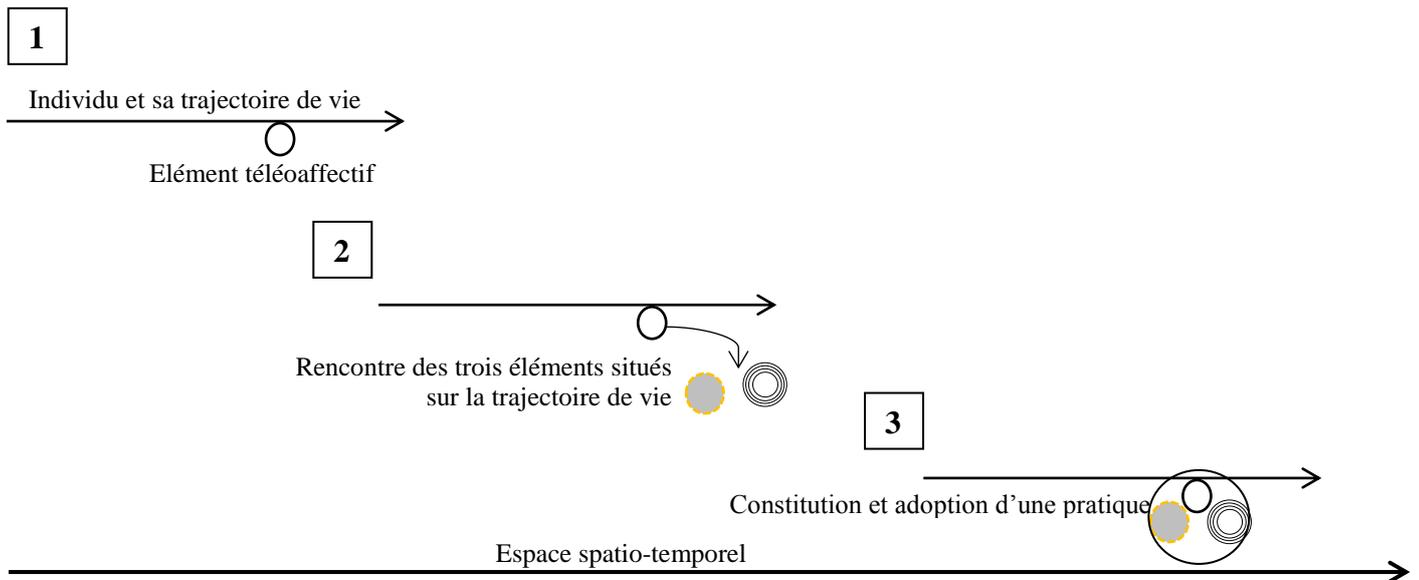 1
Individu et sa trajectoire de vie
Elément téléoaffectif
2
Rencontre des trois éléments situés
sur la trajectoire de vie
3
Constitution et adoption d’une pratique
Espace spatio-temporel